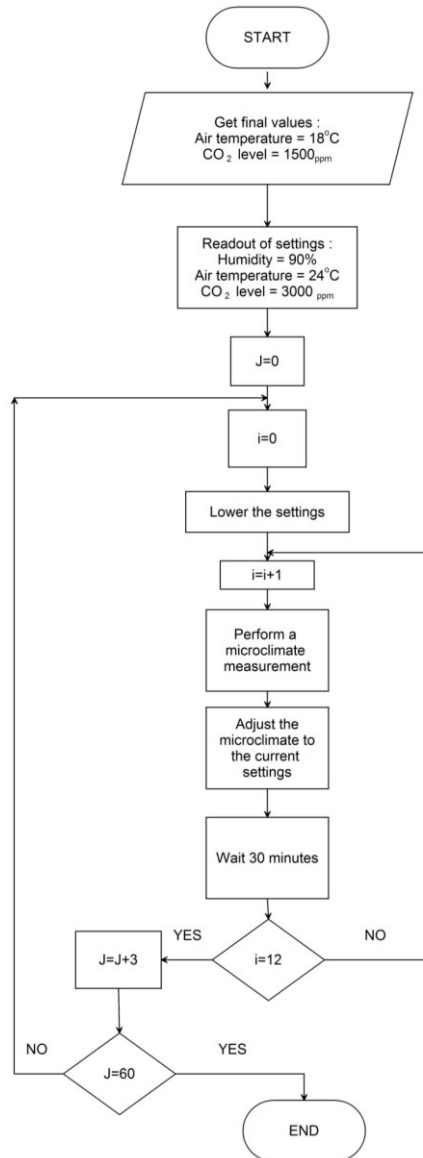 START
Get final values :
Air temperature = 18°C
CO₂ level = 1500ppm
Readout of settings :
Humidity = 90%
Air temperature = 24°C
CO₂ level = 3000 ppm
J=0
i=0
Lower the settings
i=i+1
Perform a
microclimate
measurement
Adjust the
microclimate to
the current
settings
Wait 30 minutes
i=12
YES
NO
J=J+3
J=60
NO
YES
END